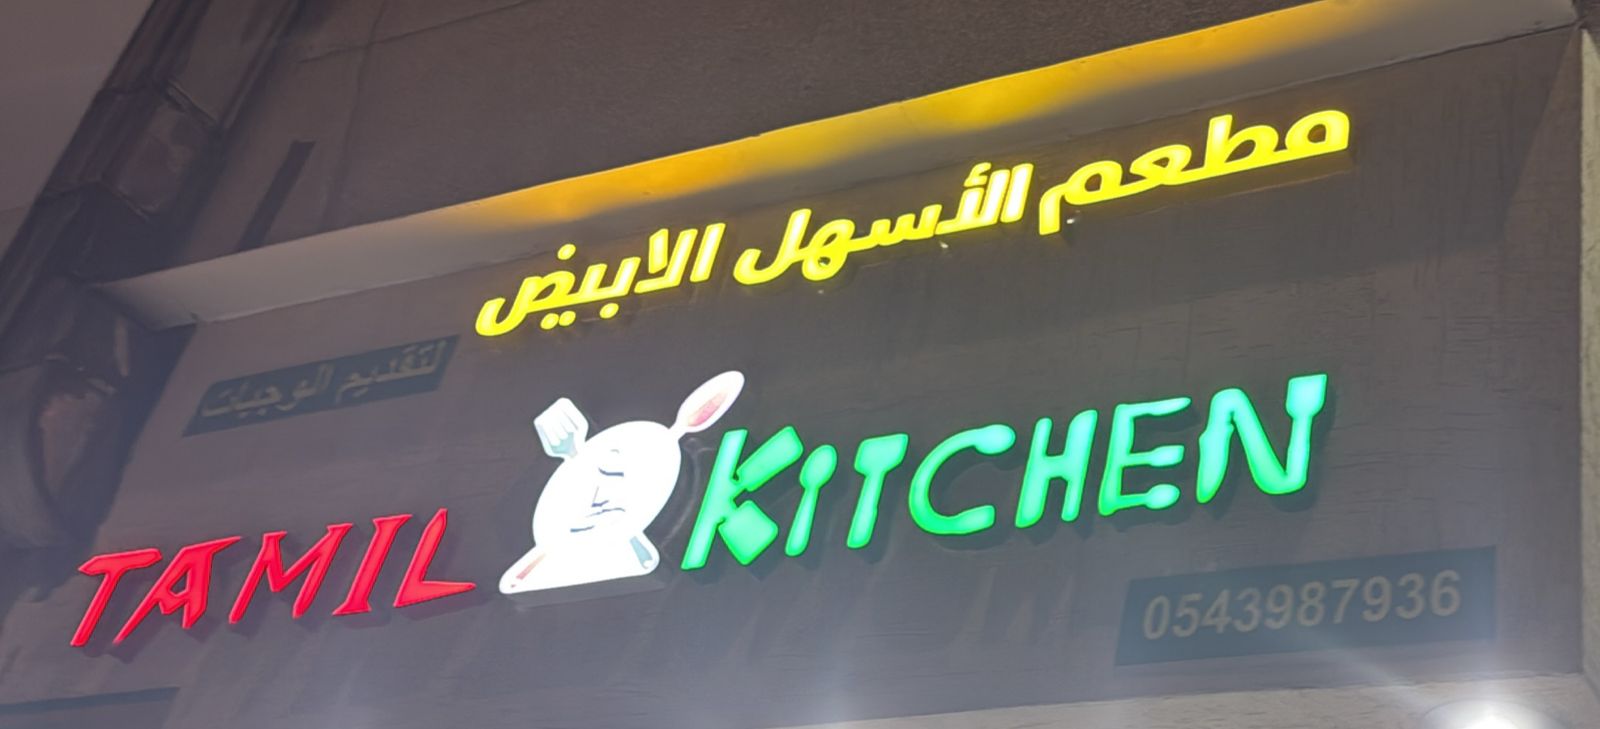 مطعم الأسهل الابيض
لتقديم الوجبات
TAMIL KITCHEN
0543987936